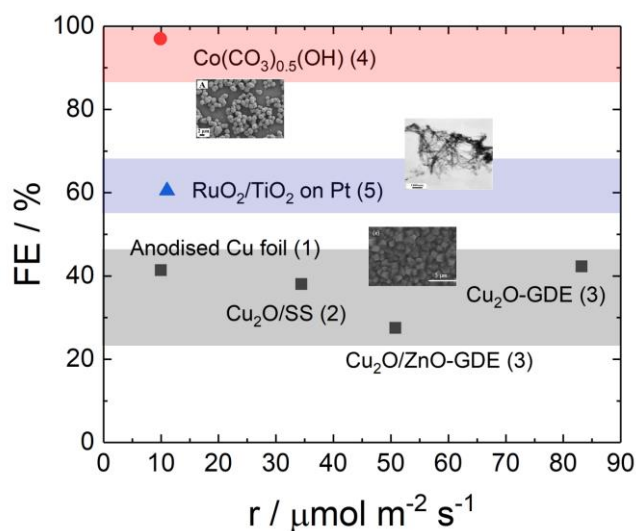 100
Co(CO₃)₀.₅(OH) (4)
A
80
60
RuO₂/TiO₂ on Pt (5)
Anodised Cu foil (1)
40
Cu₂O/SS (2)
Cu₂O-GDE (3)
Cu₂O/ZnO-GDE (3)
20
0
FE / %
0 10 20 30 40 50 60 70 80 90
r / μmol m⁻² s⁻¹